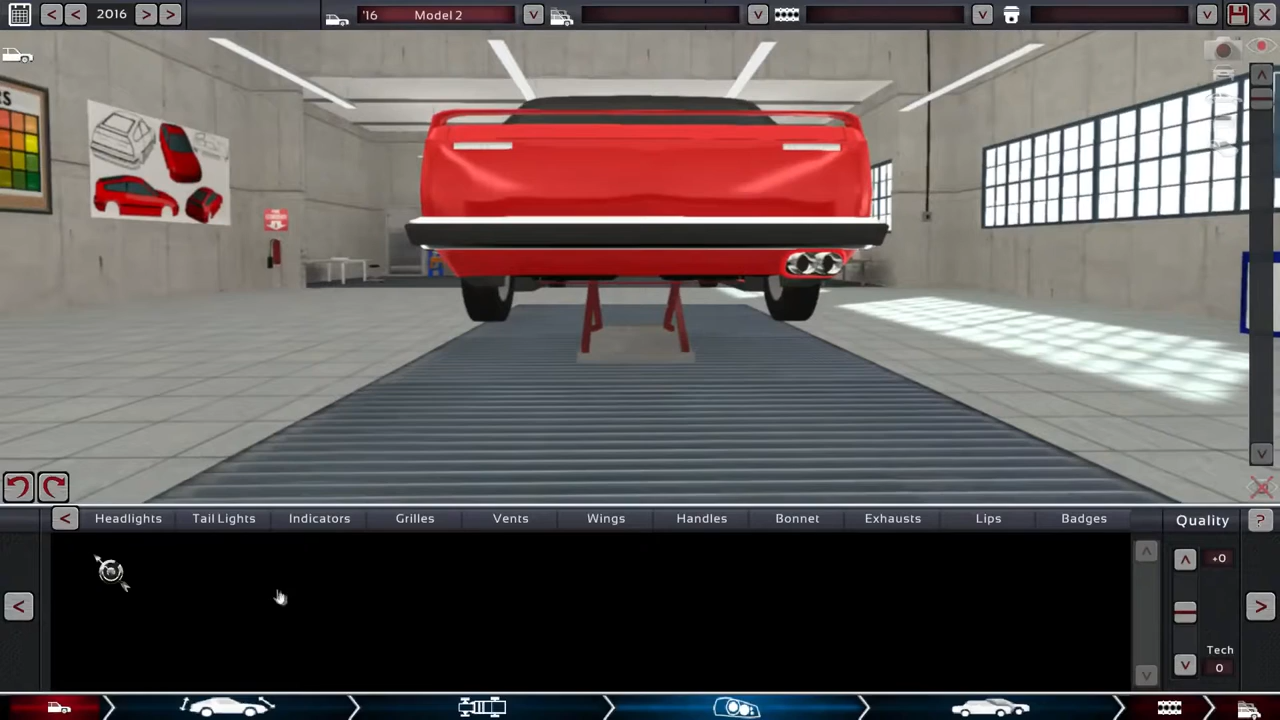 2016 '16 Model 2
RS
Headlights Tail Lights Indicators Grilles Vents Wings Handles Bonnet Exhausts Lips Badges Quality ?
+0
Tech
0